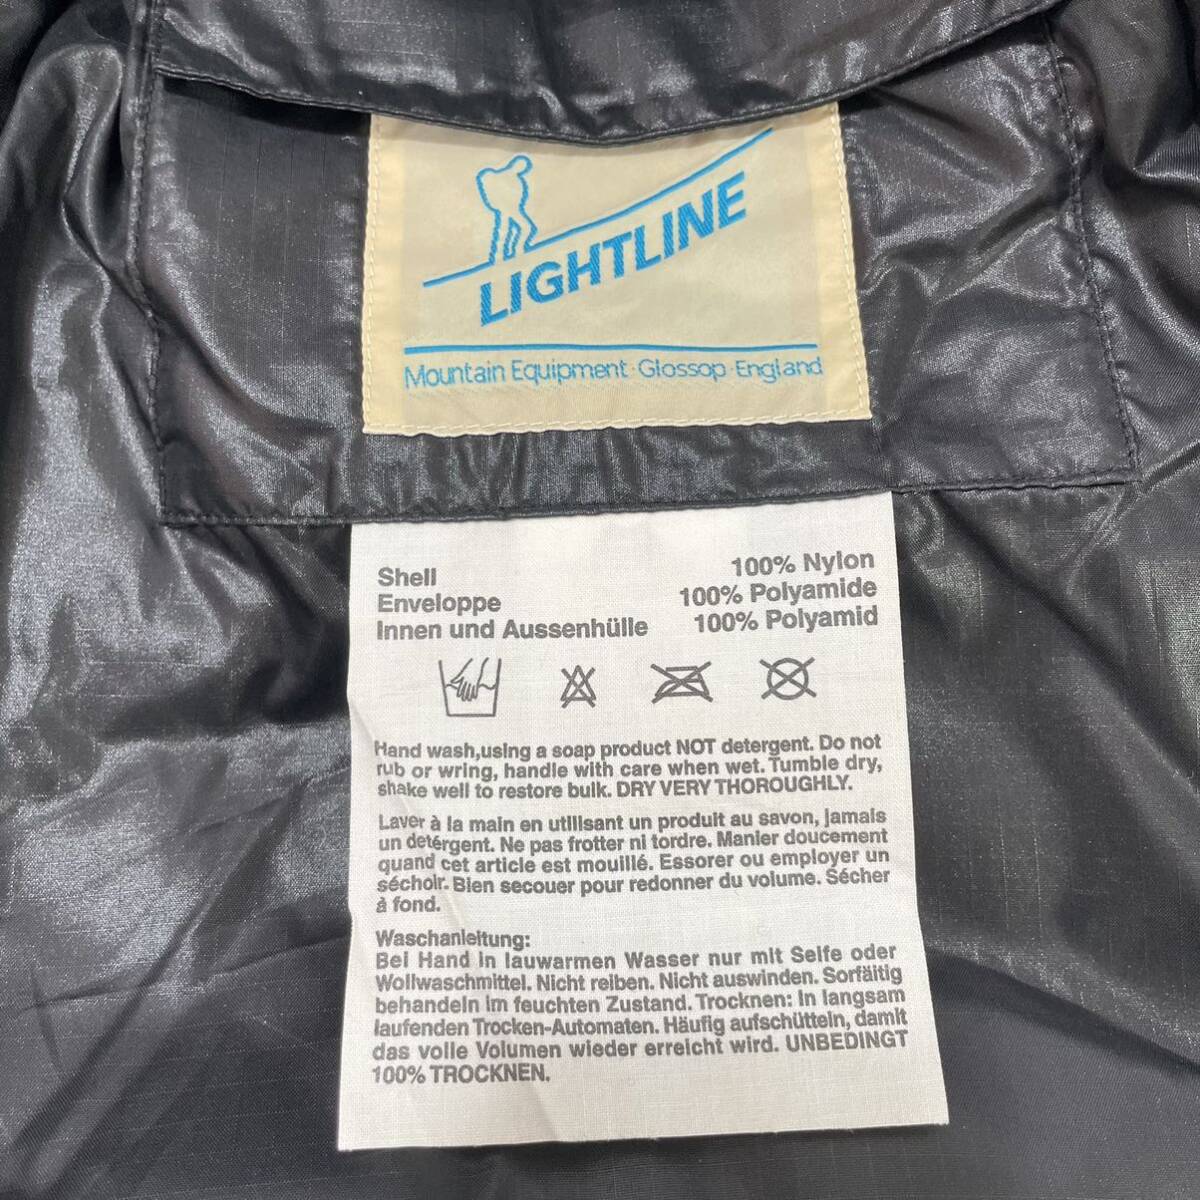 LIGHTLINE
Mountain Equipment · Glossop · England
Shell 100% Nylon
Enveloppe 100% Polyamide
Innen und Aussenhülle 100% Polyamid
Hand wash,using a soap product NOT detergent. Do not
rub or wring, handle with care when wet. Tumble dry,
shake well to restore bulk. DRY VERY THOROUGHLY.
Laver à la main en utilisant un produit au savon, jamais
un detérgent. Ne pas frotter ni tordre. Manier doucement
quand cet article est mouillé. Essorer ou employer un
séchoir. Bien secouer pour redonner du volume. Sécher
à fond.
Waschanleitung:
Bei Hand in lauwarmen Wasser nur mit Seife oder
Wollwaschmittel. Nicht reiben. Nicht auswinden. Sorfäitig
behandeln im feuchten Zustand. Trocknen: in langsam
laufenden Trocken-Automaten. Häufig aufschütteln, damit
das volle Volumen wieder erreicht wird. UNBEDINGT
100% TROCKNEN.